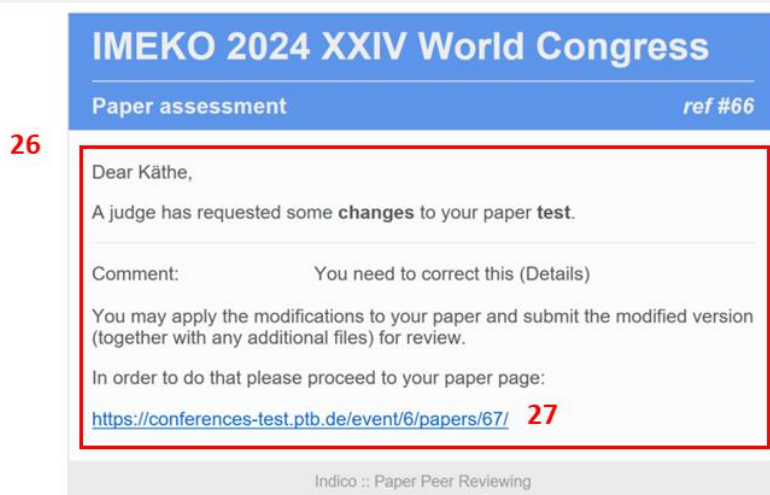 IMEKO 2024 XXIV World Congress
Paper assessment ref #66
26
Dear Käthe,
A judge has requested some changes to your paper test.
Comment: You need to correct this (Details)
You may apply the modifications to your paper and submit the modified version
(together with any additional files) for review.
In order to do that please proceed to your paper page:
https://conferences-test.ptb.de/event/6/papers/67/ 27
Indico :: Paper Peer Reviewing